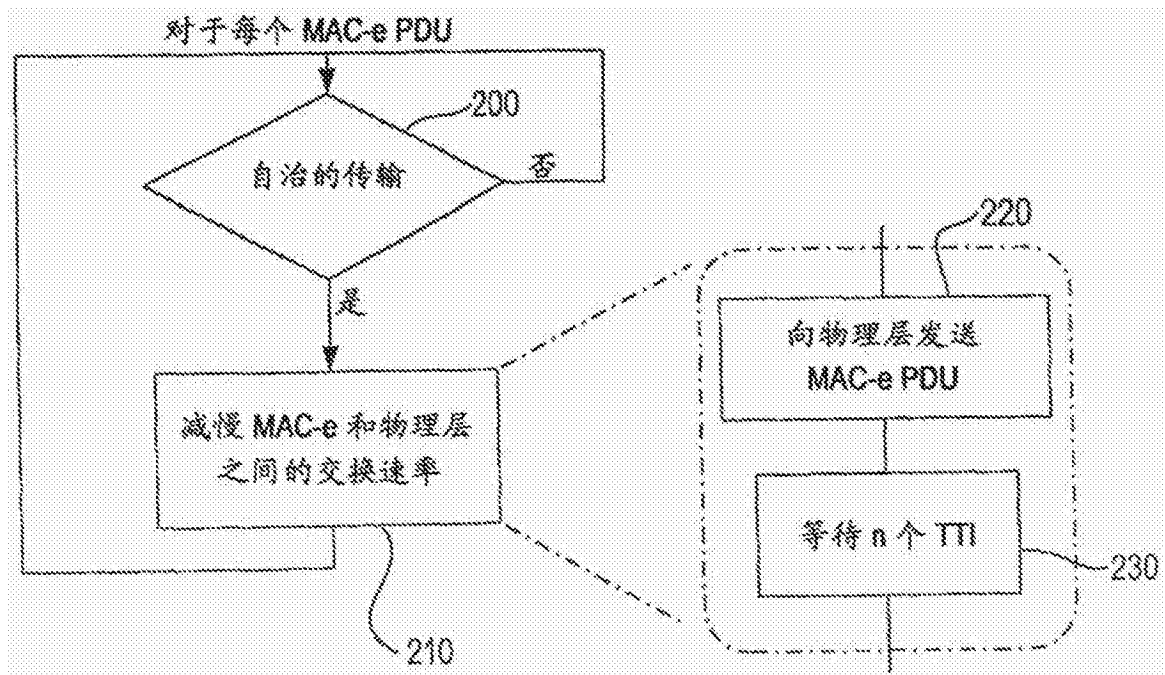 对于每个 MAC-e PDU
200
自治的传输
否
是
减慢 MAC-e 和物理层
之间的交换速率
210
220
向物理层发送
MAC-e PDU
等待 n 个 TTI
230